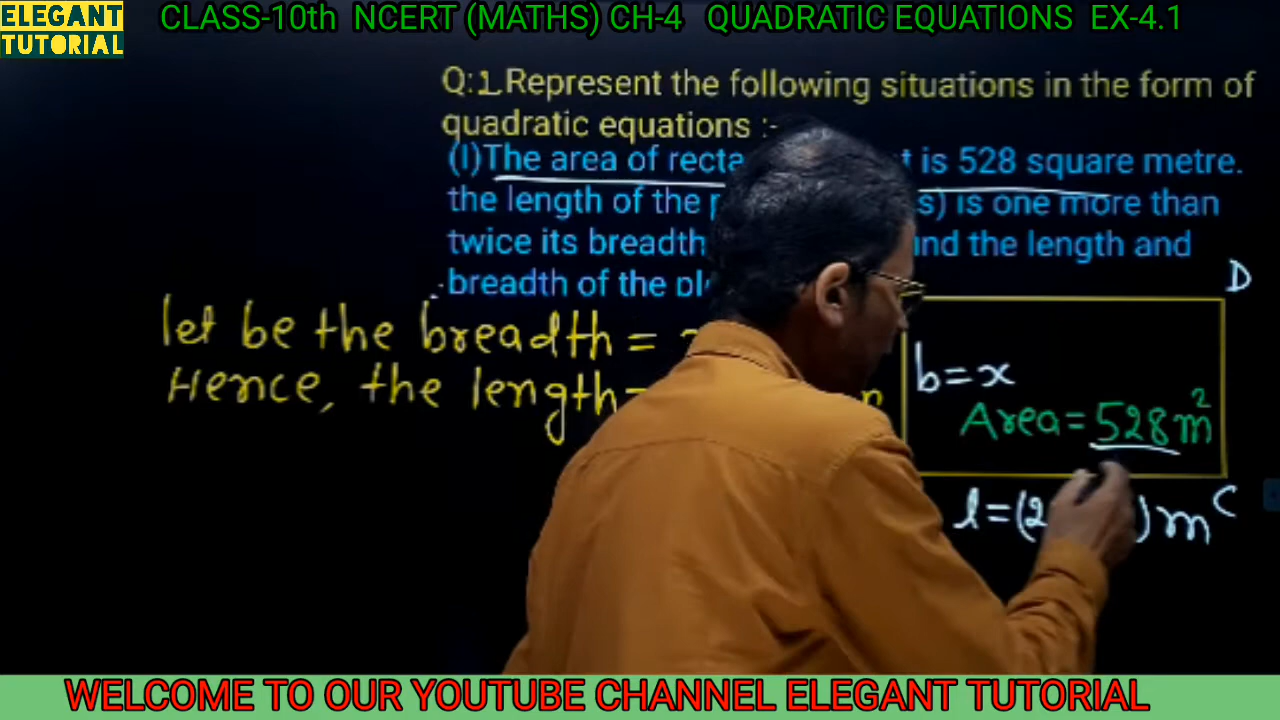 ELEGANT
TUTORIAL
CLASS-10th NCERT (MATHS) CH-4 QUADRATIC EQUATIONS EX-4.1
Q:1.Represent the following situations in the form of
quadratic equations :-
(I)The area of is 528 square metre.
the length of the is one more than
twice its breadth the length and
breadth of the
D
let be the breadth =
Hence, the length=
b=x
Area=528m²
l=(2 )m
C
WELCOME TO OUR YOUTUBE CHANNEL ELEGANT TUTORIAL